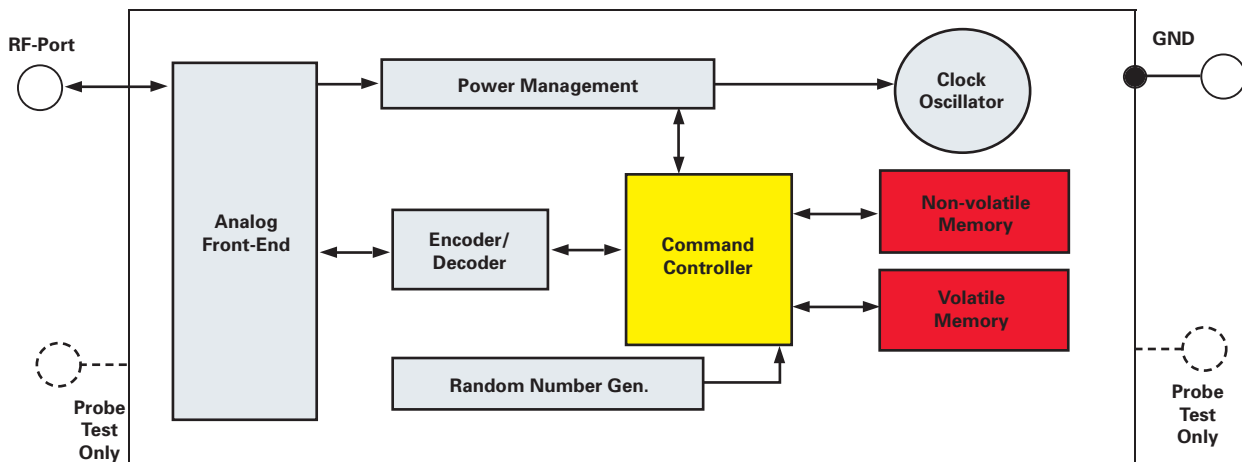 RF-Port
GND
Power Management
Clock
Oscillator
Analog
Front-End
Encoder/
Decoder
Command
Controller
Non-volatile
Memory
Volatile
Memory
Random Number Gen.
Probe
Test
Only
Probe
Test
Only